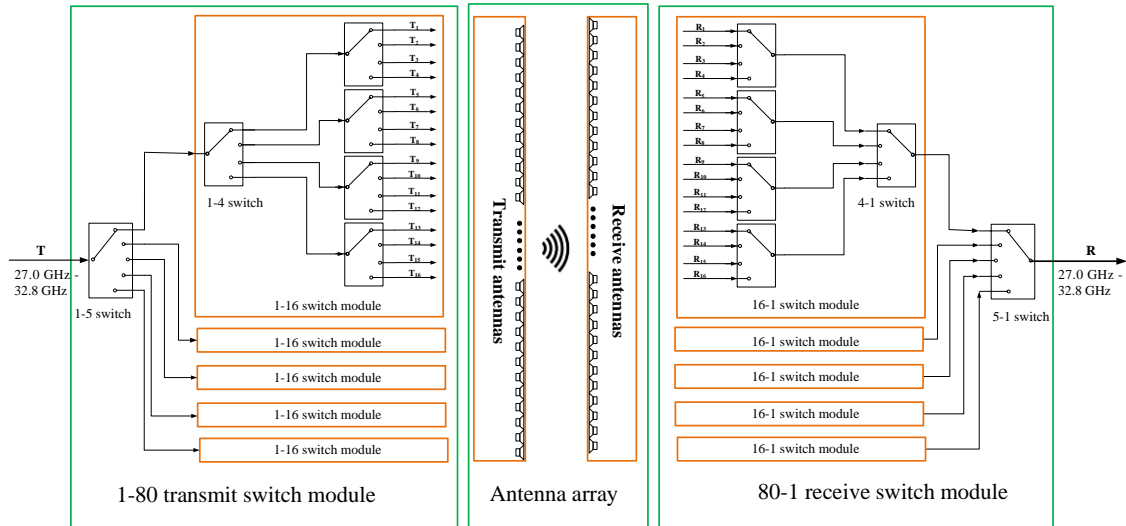 T
27.0 GHz -
32.8 GHz
1-5 switch
1-4 switch
T1
T2
T3
T4
T5
T6
T7
T8
T9
T10
T11
T12
T13
T14
T15
T16
1-16 switch module
1-16 switch module
1-16 switch module
1-16 switch module
1-16 switch module
1-80 transmit switch module
Transmit antennas
Receive antennas
Antenna array
R1
R2
R3
R4
R5
R6
R7
R8
R9
R10
R11
R12
R13
R14
R15
R16
4-1 switch
16-1 switch module
16-1 switch module
16-1 switch module
16-1 switch module
16-1 switch module
5-1 switch
R
27.0 GHz -
32.8 GHz
80-1 receive switch module